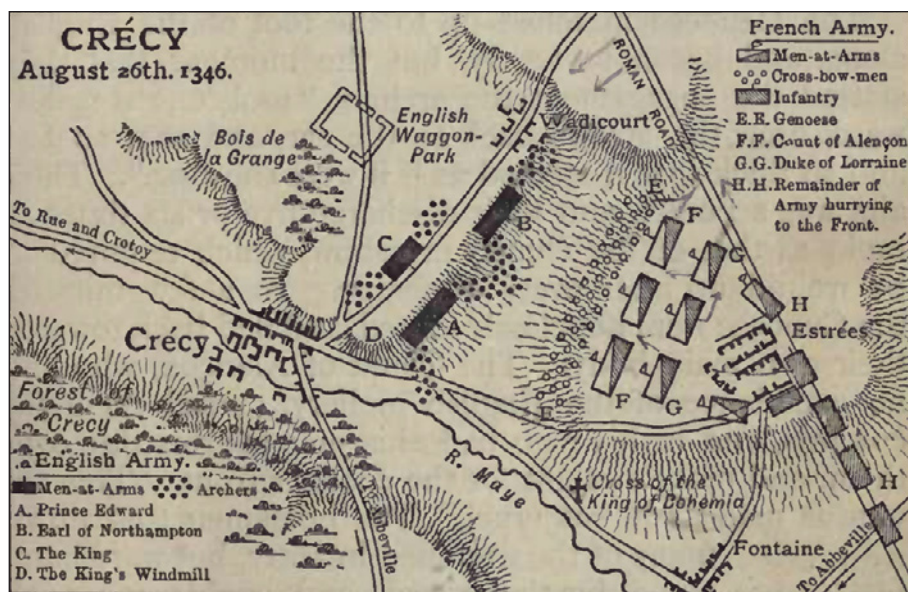 CRÉCY
August 26th. 1346.
French Army.
Men-at-Arms
Cross-bow-men
Infantry
E.E. Genoese
F.F. Count of Alençon
G.G. Duke of Lorraine
H.H. Remainder of
Army hurrying
to the Front.
ROMAN
ROAD
Wadicourt
English
Waggon-
Park
Bois de
la Grange
To Rue and Crotoy
C
B
E
F
G
D
A
H
Estrées
Crécy
E
F
G
H
Forest of
Crecy
R. Maye
Cross of the
King of Bohemia
To Abbeville
Fontaine
To Abbeville
English Army.
Men-at-Arms
Archers
A. Prince Edward
B. Earl of Northampton
C. The King
D. The King's Windmill